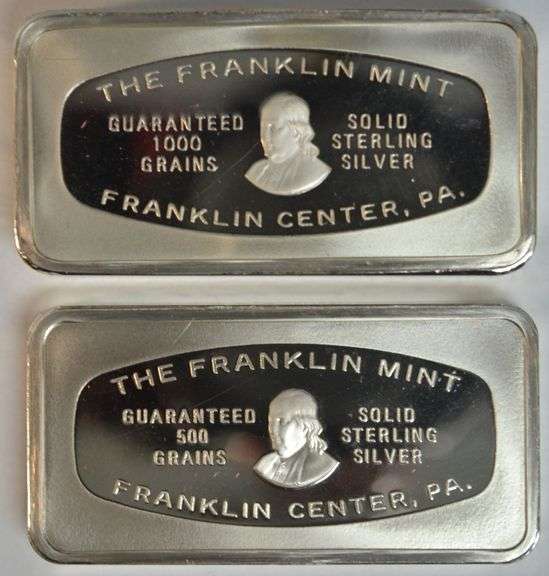 THE FRANKLIN MINT
GUARANTEED
1000
GRAINS
SOLID
STERLING
SILVER
FRANKLIN CENTER, PA.
THE FRANKLIN MINT
GUARANTEED
500
GRAINS
SOLID
STERLING
SILVER
FRANKLIN CENTER, PA.